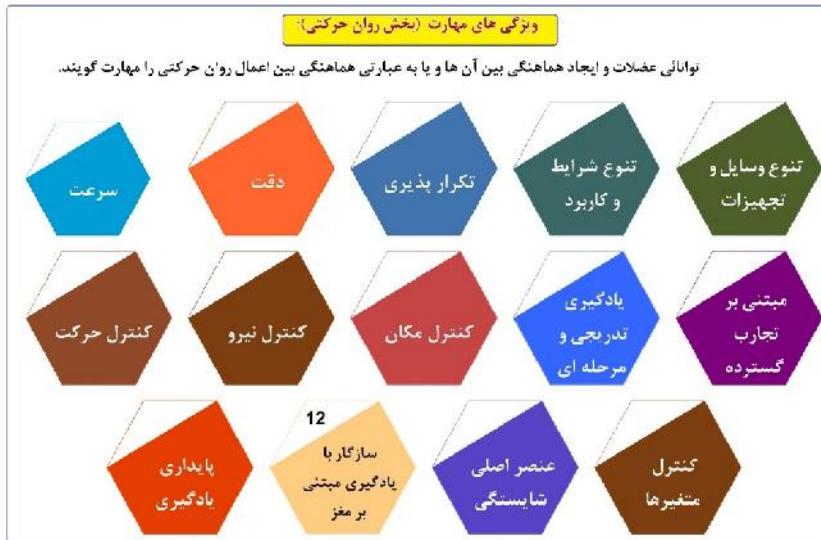 ویژگی های مهارت (بخش روان حرکتی):
توانائی عضلات و ایجاد هماهنگی بین آن ها و یا به عبارتی هماهنگی بین اعمال روان حرکتی را مهارت گویند.
تنوع وسایل و
تجهیزات
تنوع شرایط
و کاربرد
تکرار پذیری
دقت
سرعت
مبتنی بر
تجارب
گسترده
یادگیری
تدریجی و
مرحله ای
کنترل مکان
کنترل نیرو
کنترل حرکت
کنترل
متغیرها
عنصر اصلی
شایستگی
12
سازگار با
یادگیری مبتنی
بر مغز
پایداری
یادگیری